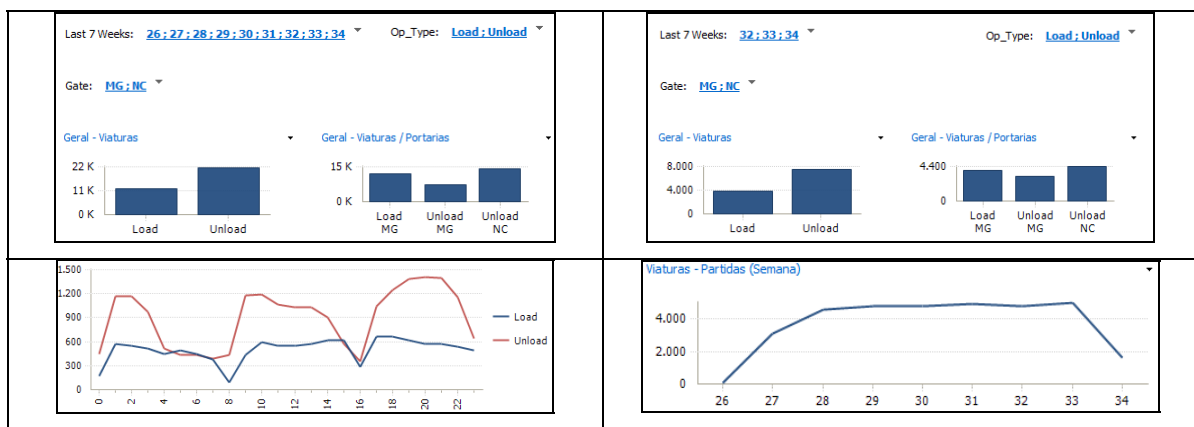 Last 7 Weeks: 26 ; 27 ; 28 ; 29 ; 30 ; 31 ; 32 ; 33 ; 34 Op_Type: Load ; Unload
Gate: MG ; NC
Geral - Viaturas
22 K
11 K
0 K
Load Unload
Geral - Viaturas / Portarias
15 K
0 K
Load Unload Unload
MG MG NC
Last 7 Weeks: 32 ; 33 ; 34 Op_Type: Load ; Unload
Gate: MG ; NC
Geral - Viaturas
8.000
4.000
0
Load Unload
Geral - Viaturas / Portarias
4.400
0
Load Unload Unload
MG MG NC
1.500
1.200
900
600
300
0
0 2 4 6 8 10 12 14 16 18 20 22
Load
Unload
Viaturas - Partidas (Semana)
4.000
2.000
0
26 27 28 29 30 31 32 33 34